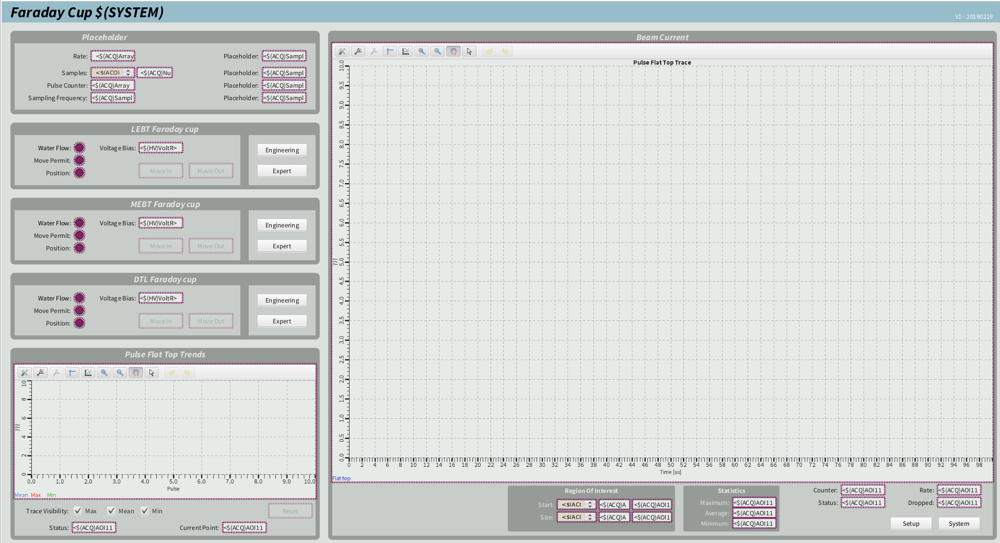 Faraday Cup $(SYSTEM)
V1 - 20190219
Placeholder
Rate: <$(ACQ)Array
Placeholder: <$(ACQ)Sampl
Samples: <$(ACQ) <$(ACQ)Nu
Placeholder: <$(ACQ)Sampl
Pulse Counter: <$(ACQ)Array
Placeholder: <$(ACQ)Sampl
Sampling Frequency: <$(ACQ)Sampl
Placeholder: <$(ACQ)Sampl
LEBT Faraday cup
Water Flow:
Voltage Bias: <$(HV)VoltR>
Engineering
Move Permit:
Position:
Move In
Move Out
Expert
MEBT Faraday cup
Water Flow:
Voltage Bias: <$(HV)VoltR>
Engineering
Move Permit:
Position:
Move In
Move Out
Expert
DTL Faraday cup
Water Flow:
Voltage Bias: <$(HV)VoltR>
Engineering
Move Permit:
Position:
Move In
Move Out
Expert
Pulse Flat Top Trends
10
8
6
4
2
0
???
0.0 1.0 2.0 3.0 4.0 5.0 6.0 7.0 8.0 9.0 10.0
Pulse
Mean Max Min
Trace Visibility: Max Mean Min
Reset
Status: <$(ACQ)AOI11
Current Point: <$(ACQ)AOI11
Beam Current
Pulse Flat Top Trace
10.0
9.5
9.0
8.5
8.0
7.5
7.0
6.5
6.0
5.5
5.0
4.5
4.0
3.5
3.0
2.5
2.0
1.5
1.0
0.5
0.0
???
0 2 4 6 8 10 12 14 16 18 20 22 24 26 28 30 32 34 36 38 40 42 44 46 48 50 52 54 56 58 60 62 64 66 68 70 72 74 76 78 80 82 84 86 88 90 92 94 96 98
Time [us]
Flat top
Region Of Interest
Start: <$(AC( <$(ACQ)A <$(ACQ)AOI1
Size: <$(AC( <$(ACQ)A <$(ACQ)AOI1
Statistics
Maximum: <$(ACQ)AOI11
Average: <$(ACQ)AOI11
Minimum: <$(ACQ)AOI11
Counter: <$(ACQ)AOI11
Rate: <$(ACQ)AOI11
Status: <$(ACQ)AOI11
Dropped: <$(ACQ)AOI11
Setup
System